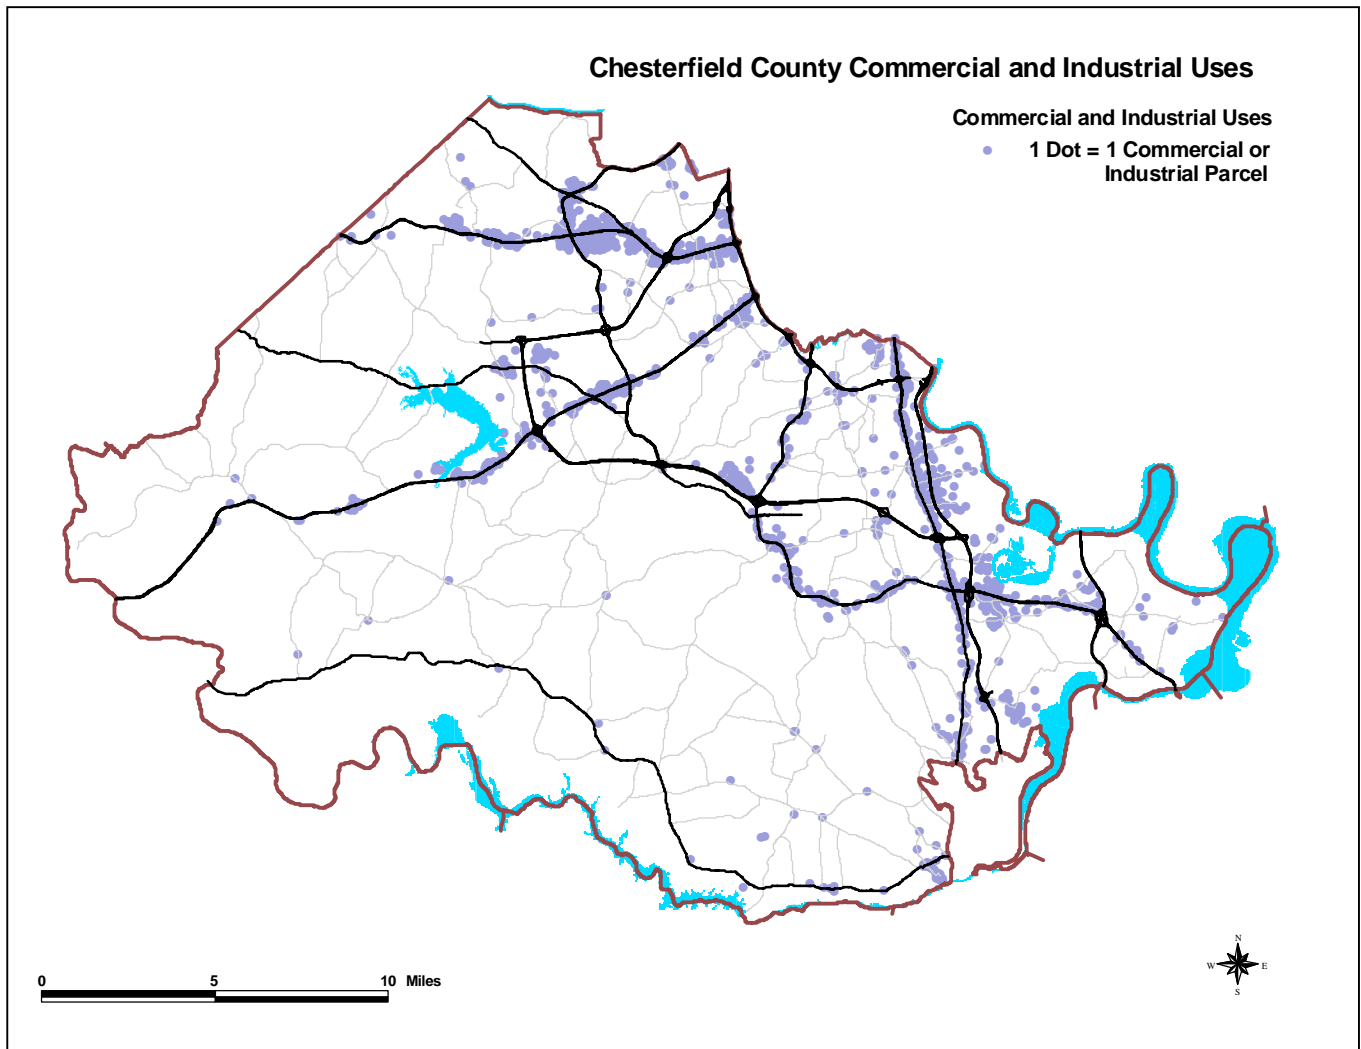 Chesterfield County Commercial and Industrial Uses
Commercial and Industrial Uses
1 Dot = 1 Commercial or
Industrial Parcel
N
W E
S
0 5 10 Miles